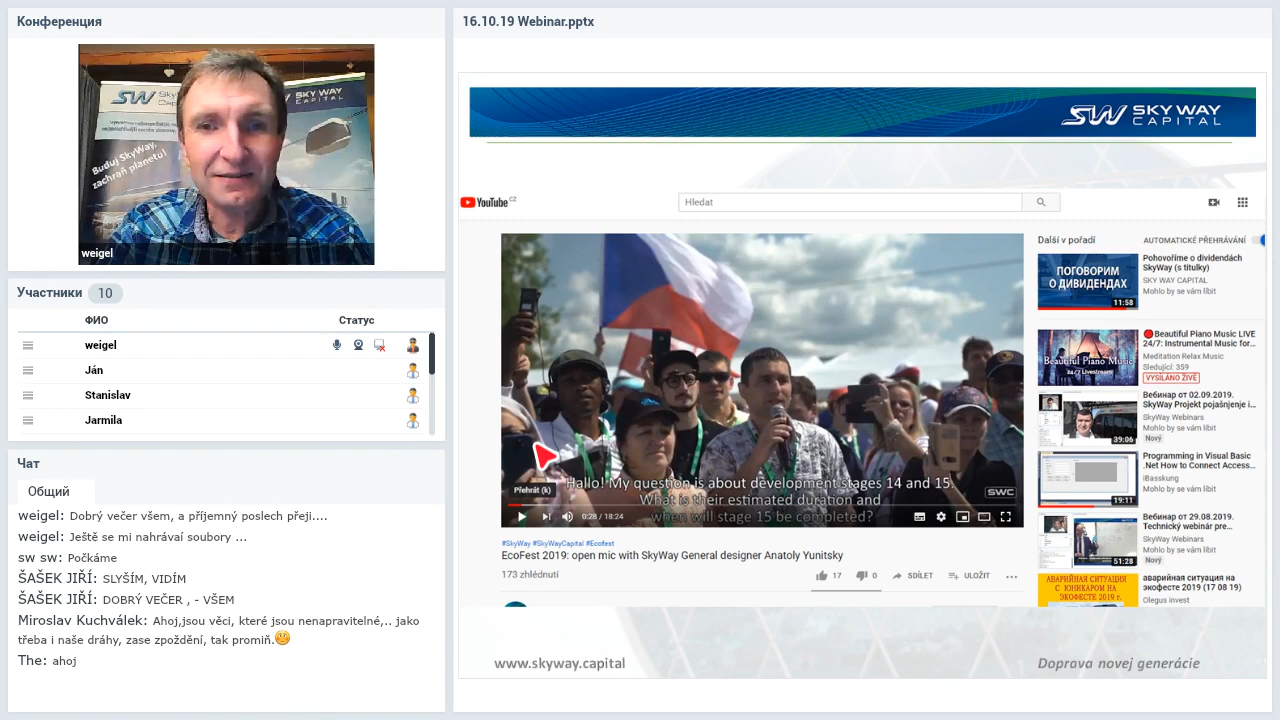 Конференция
SW SKY WAY CAPITAL
Buduj SkyWay,
zachraň planetu!
weigel
Участники 10
ФИО Статус
weigel
Ján
Stanislav
Jarmila
Чат
Общий
weigel: Dobrý večer všem, a příjemný poslech přeji....
weigel: Ještě se mi nahrávaí soubory ...
sw sw: Počkáme
ŠAŠEK JIŘÍ: SLYŠÍM, VIDÍM
ŠAŠEK JIŘÍ: DOBRÝ VEČER , - VŠEM
Miroslav Kuchválek: Ahoj,jsou věci, které jsou nenapravitelné,.. jako
třeba i naše dráhy, zase zpoždění, tak promiň.
The: ahoj
16.10.19 Webinar.pptx
SW SKY WAY
CAPITAL
YouTube CZ
Hledat
Přehrát (k)
Hallo! My question is about development stages 14 and 15.
What is their estimated duration and
when will stage 15 be completed?
SWC
0:28 / 18:24
#SkyWay #SkyWayCapital #Ecofest
EcoFest 2019: open mic with SkyWay General designer Anatoly Yunitsky
173 zhlédnutí
17 0 SDÍLET ULOŽIT ...
Další v pořadí AUTOMATICKÉ PŘEHRÁVÁNÍ
ПОГОВОРИМ
О ДИВИДЕНДАХ
11:58
Pohovoříme o dividendách
SkyWay (s titulky)
SKY WAY CAPITAL
Mohlo by se vám líbit
Beautiful Piano Music
24/7 Livestream
Beautiful Piano Music LIVE
24/7: Instrumental Music for...
Meditation Relax Music
Sledující: 359
VYSÍLÁNO ŽIVĚ
39:06
Вебинар от 02.09.2019.
SkyWay Projekt pojašnjenje i...
SkyWay Webinars
Mohlo by se vám líbit
Nový
19:11
Programming in Visual Basic
.Net How to Connect Access...
iBasskung
Mohlo by se vám líbit
51:28
Вебинар от 29.08.2019.
Technický webinár pre...
SkyWay Webinars
Mohlo by se vám líbit
Nový
АВАРИЙНАЯ СИТУАЦИЯ
С ЮНИКАРОМ НА
ЭКОФЕСТЕ 2019 г.
аварийная ситуация на
экофесте 2019 (17 08 19)
Olegus invest
www.skyway.capital
Doprava novej generácie